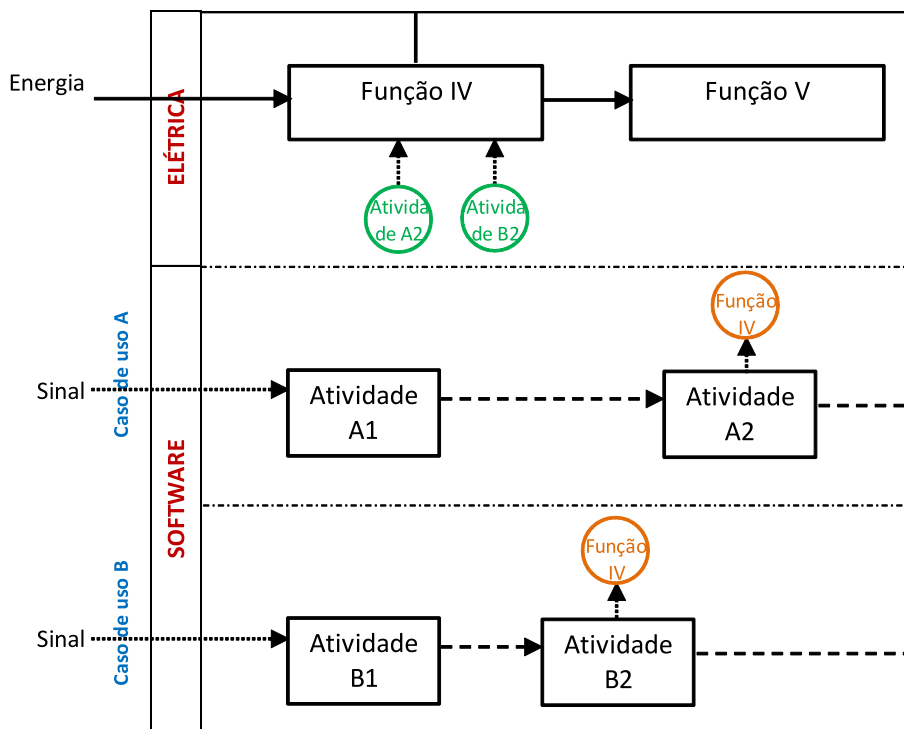 Energia
ELÉTRICA
Função IV
Função V
Ativida
de A2
Ativida
de B2
Função
IV
Caso de uso A
Sinal
SOFTWARE
Atividade
A1
Atividade
A2
Função
IV
Caso de uso B
Sinal
Atividade
B1
Atividade
B2